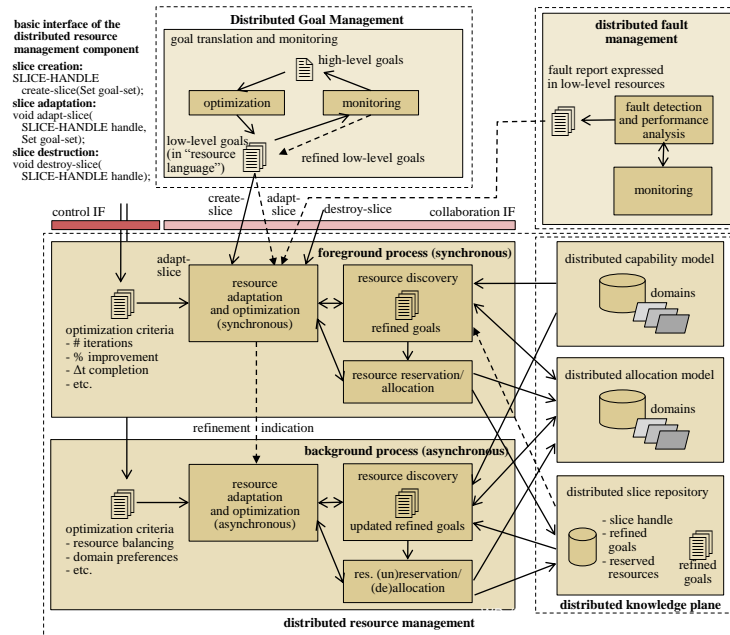 basic interface of the
distributed resource
management component
slice creation:
SLICE-HANDLE
create-slice(Set goal-set);
slice adaptation:
void adapt-slice(
SLICE-HANDLE handle,
Set goal-set);
slice destruction:
void destroy-slice(
SLICE-HANDLE handle);
Distributed Goal Management
goal translation and monitoring
high-level goals
optimization
monitoring
low-level goals
(in “resource
language”)
refined low-level goals
distributed fault
management
fault report expressed
in low-level resources
fault detection
and performance
analysis
monitoring
create-
slice
adapt-
slice
destroy-slice
control IF
collaboration IF
foreground process (synchronous)
adapt-
slice
resource
adaptation
and optimization
(synchronous)
resource discovery
refined goals
resource reservation/
allocation
optimization criteria
- # iterations
- % improvement
- Δt completion
- etc.
refinement indication
background process (asynchronous)
resource
adaptation
and optimization
(asynchronous)
resource discovery
updated refined goals
res. (un)reservation/
(de)allocation
optimization criteria
- resource balancing
- domain preferences
- etc.
distributed resource management
distributed capability model
domains
distributed allocation model
domains
distributed slice repository
- slice handle
- refined
goals
- reserved
resources
refined
goals
distributed knowledge plane